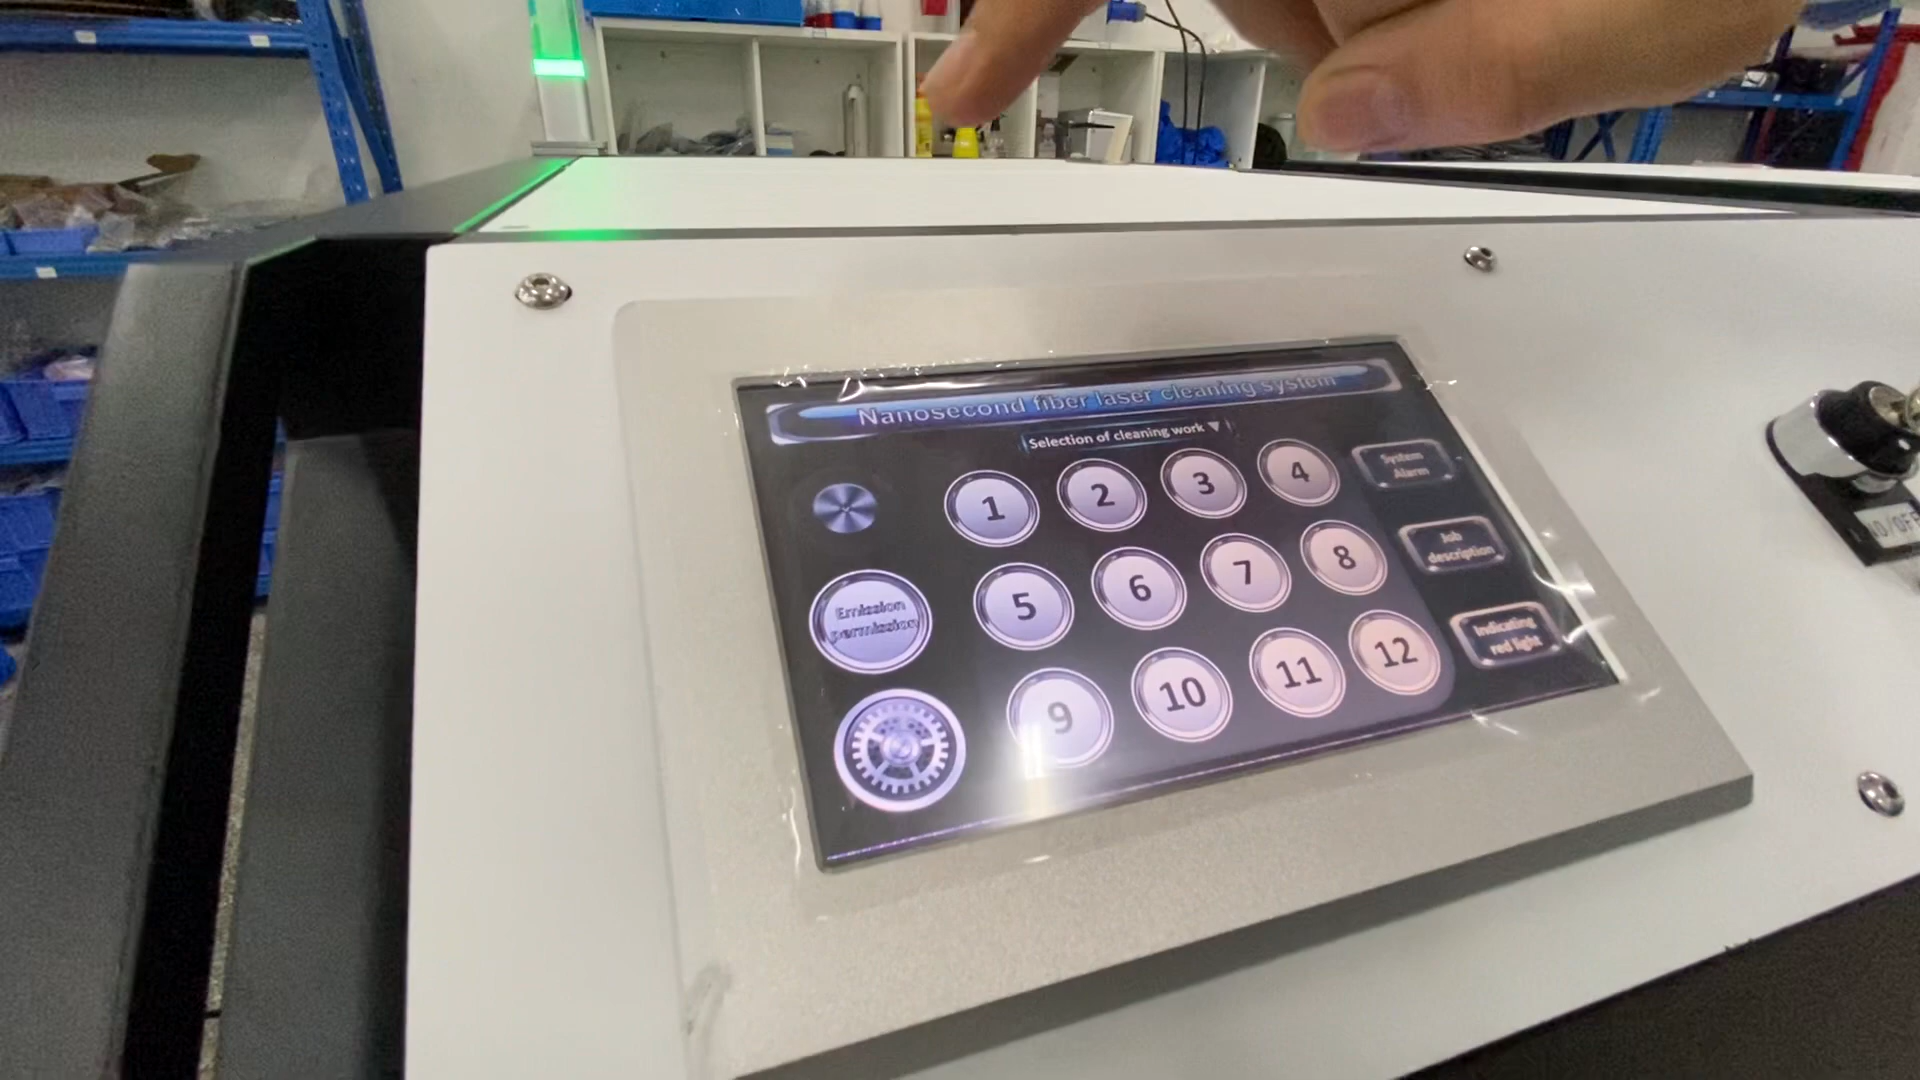 Nanosecond fiber laser cleaning system
Selection of cleaning work ▼
1
2
3
4
System
Alarm
5
6
7
8
Job
description
Emission
permission
9
10
11
12
Indicating
red light